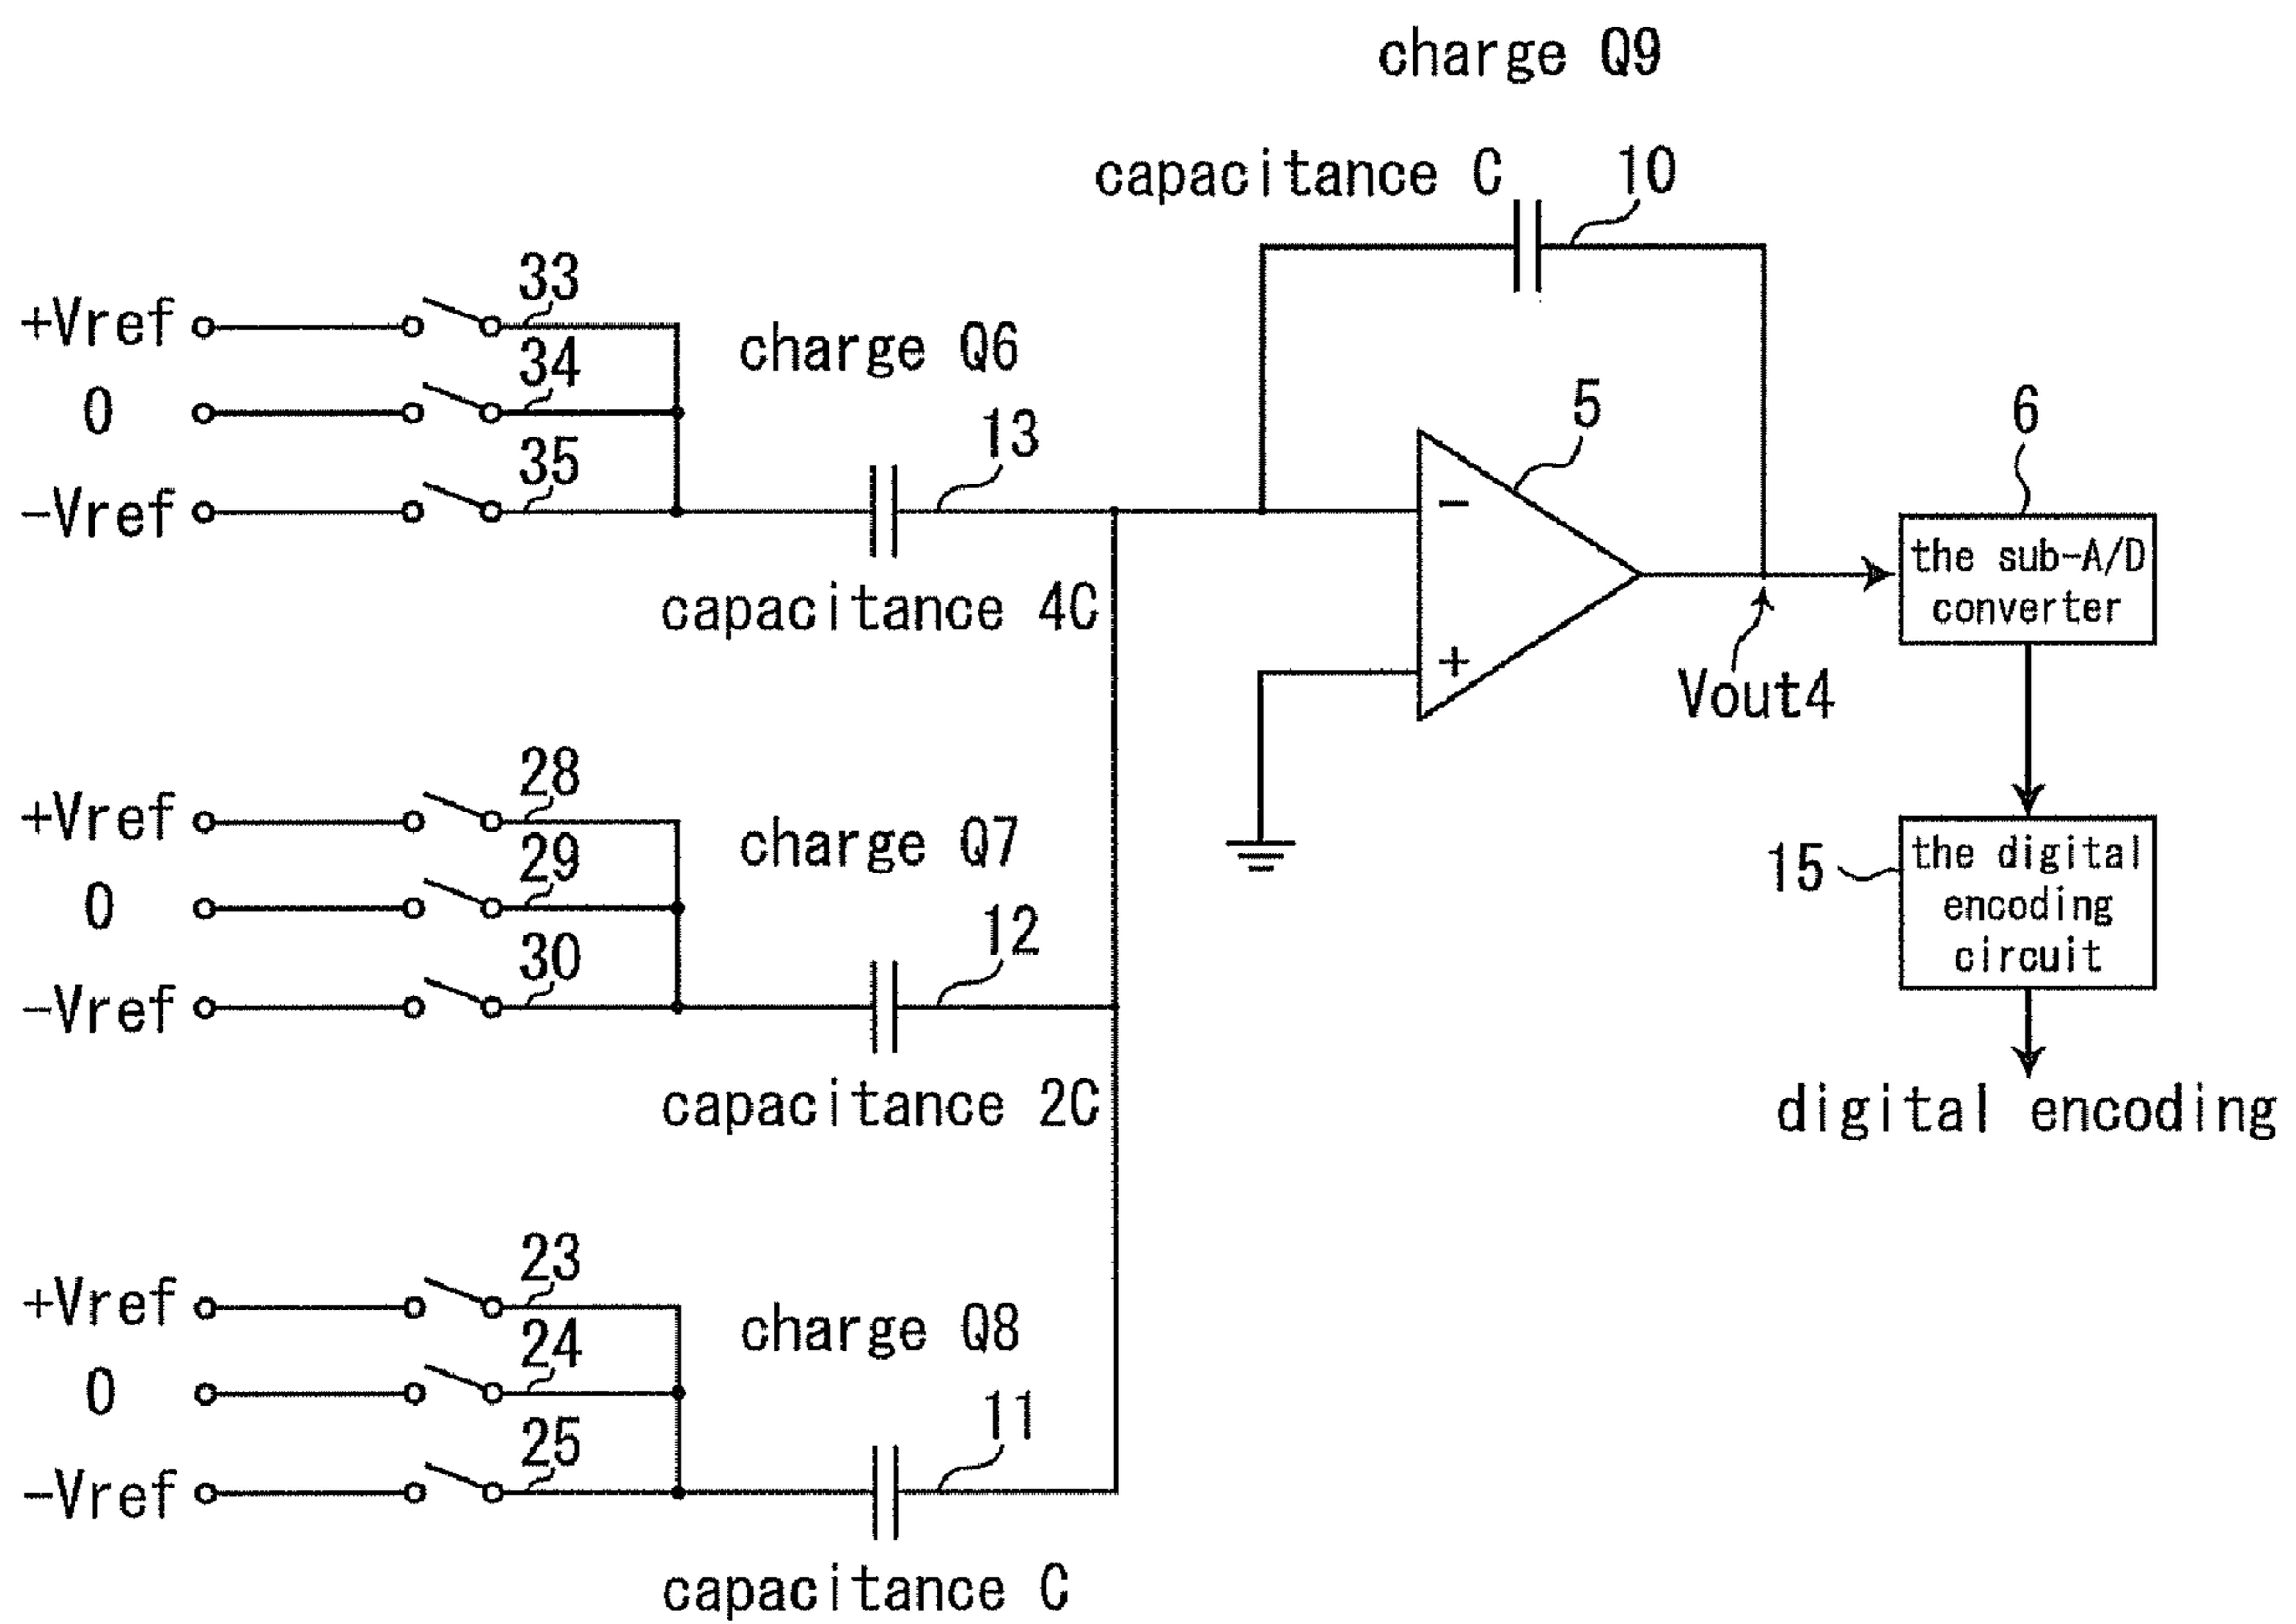 charge Q9
capacitance C
10
+Vref
33
0
34
-Vref
35
charge Q6
13
capacitance 4C
5
-
+
Vout4
6
the sub-A/D
converter
+Vref
28
0
29
-Vref
30
charge Q7
12
capacitance 2C
15
the digital
encoding
circuit
digital encoding
+Vref
23
0
24
-Vref
25
charge Q8
11
capacitance C